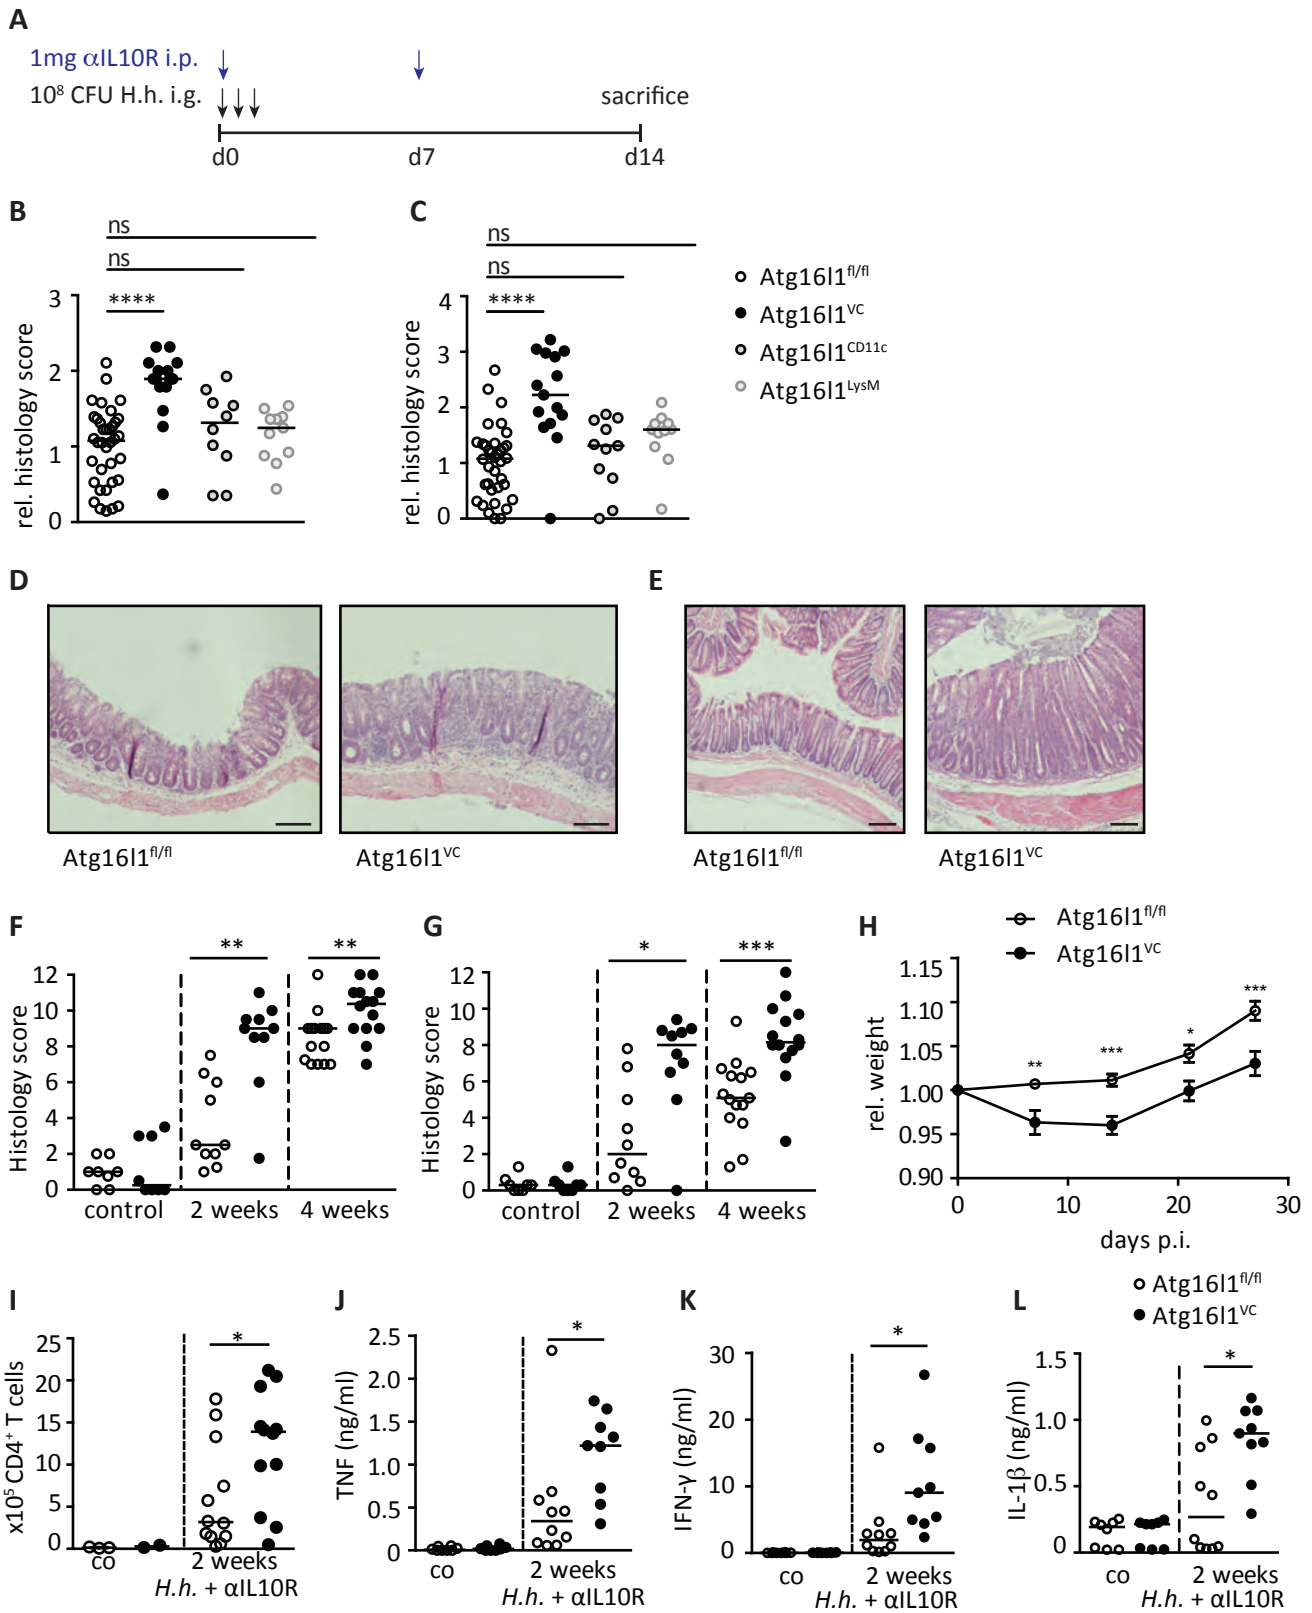 A
1mg αIL10R i.p.
10⁸ CFU H.h. i.g.
sacrifice
d0 d7 d14
B
ns
ns
****
rel. histology score
3
2
1
0
C
ns
ns
****
rel. histology score
4
3
2
1
0
Atg16l1fl/fl
Atg16l1VC
Atg16l1CD11c
Atg16l1LysM
D
Atg16l1fl/fl
Atg16l1VC
E
Atg16l1fl/fl
Atg16l1VC
F
** **
Histology score
12
10
8
6
4
2
0
control 2 weeks 4 weeks
G
* ***
Histology score
12
10
8
6
4
2
0
control 2 weeks 4 weeks
H
Atg16l1fl/fl
Atg16l1VC
rel. weight
1.15
1.10
1.05
1.00
0.95
0.90
** *** * ***
0 10 20 30
days p.i.
I
*
x10⁵ CD4⁺ T cells
25
20
15
10
5
0
co 2 weeks
H.h. + αIL10R
J
*
TNF (ng/ml)
2.5
2.0
1.5
1.0
0.5
0
co 2 weeks
H.h. + αIL10R
K
*
IFN-γ (ng/ml)
30
20
10
0
co 2 weeks
H.h. + αIL10R
L
Atg16l1fl/fl
Atg16l1VC
*
IL-1β (ng/ml)
1.5
1.0
0.5
0
co 2 weeks
H.h. + αIL10R